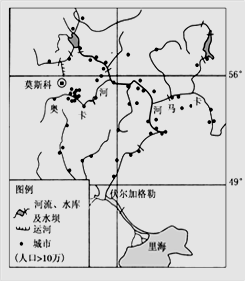 56°
莫斯科
奥
卡
河
河
马
卡
49°
伏尔加格勒
里海
图例
河流、水库
及水坝
运河
城市
(人口>10万)